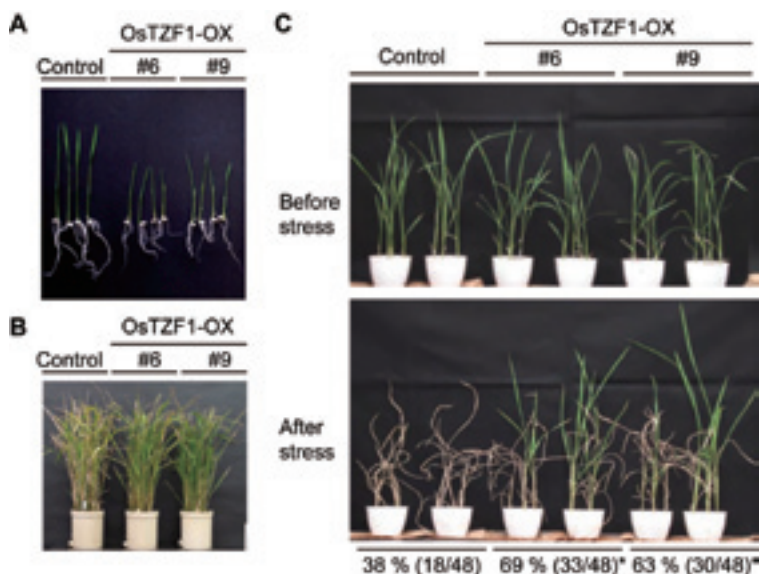 A
OsTZF1-OX
Control #6 #9
B
OsTZF1-OX
Control #6 #9
C
OsTZF1-OX
Control #6 #9
Before
stress
After
stress
38 % (18/48) 69 % (33/48)* 63 % (30/48)*